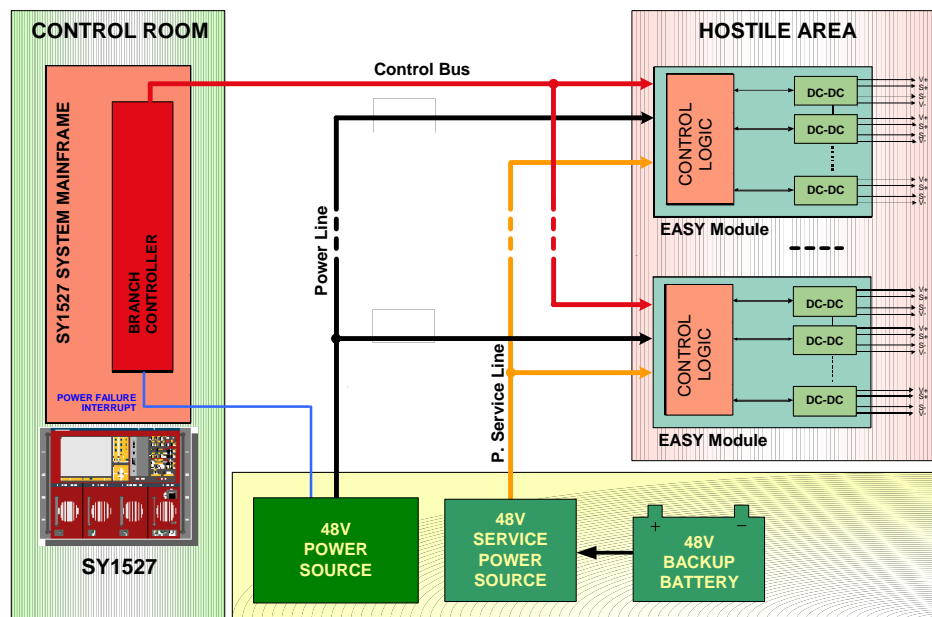 CONTROL ROOM
SY1527 SYSTEM MAINFRAME
BRANCH
CONTROLLER
POWER FAILURE
INTERRUPT
SY1527
Control Bus
Power Line
P. Service Line
HOSTILE AREA
CONTROL
LOGIC
DC-DC
V+
S+
S-
V-
DC-DC
V+
S+
S-
V-
DC-DC
V+
S+
S-
V-
EASY Module
CONTROL
LOGIC
DC-DC
V+
S+
S-
V-
DC-DC
V+
S+
S-
V-
DC-DC
V+
S+
S-
V-
EASY Module
48V
POWER
SOURCE
48V
SERVICE
POWER
SOURCE
+
−
48V
BACKUP
BATTERY